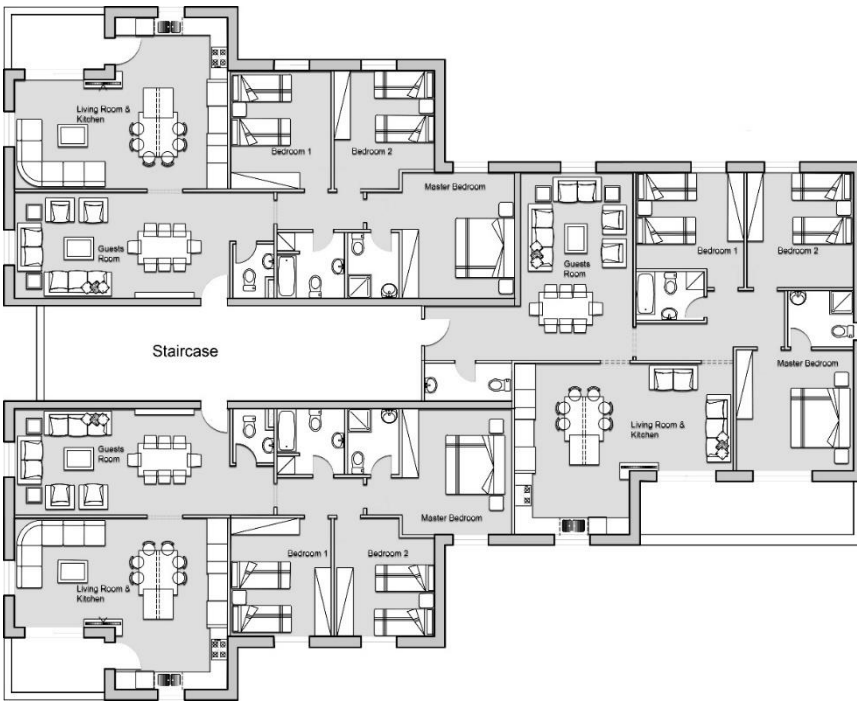 Living Room &
Kitchen
Bedroom 1
Bedroom 2
Master Bedroom
Guests
Room
Guests
Room
Bedroom 1
Bedroom 2
Staircase
Master Bedroom
Living Room &
Kitchen
Guests
Room
Master Bedroom
Living Room &
Kitchen
Bedroom 1
Bedroom 2